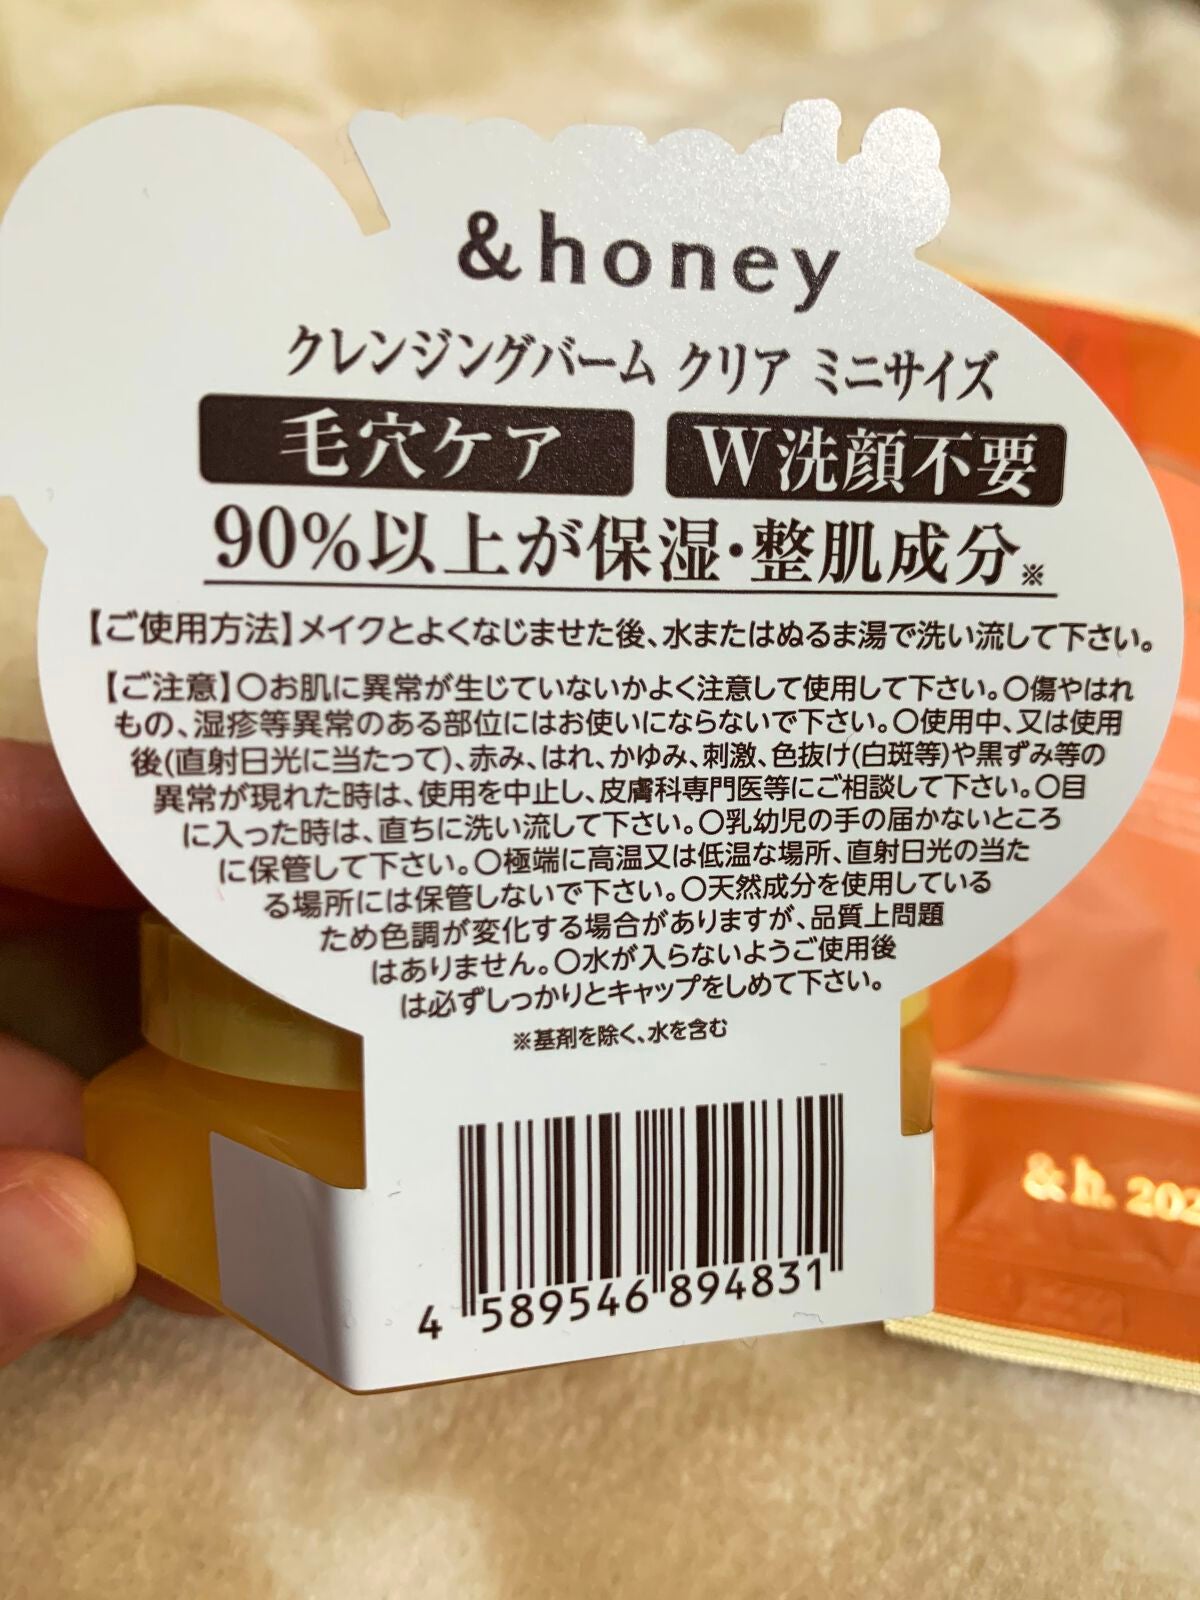 &honey
クレンジングバーム クリア ミニサイズ
毛穴ケア W洗顔不要
90%以上が保湿・整肌成分※
【ご使用方法】メイクとよくなじませた後、水またはぬるま湯で洗い流して下さい。
【ご注意】〇お肌に異常が生じていないかよく注意して使用して下さい。〇傷やはれ
もの、湿疹等異常のある部位にはお使いにならないで下さい。〇使用中、又は使用
後(直射日光に当たって)、赤み、はれ、かゆみ、刺激、色抜け(白斑等)や黒ずみ等の
異常が現れた時は、使用を中止し、皮膚科専門医等にご相談して下さい。〇目
に入った時は、直ちに洗い流して下さい。〇乳幼児の手の届かないところ
に保管して下さい。〇極端に高温又は低温な場所、直射日光の当た
る場所には保管しないで下さい。〇天然成分を使用している
ため色調が変化する場合がありますが、品質上問題
はありません。〇水が入らないようご使用後
は必ずしっかりとキャップをしめて下さい。
※基剤を除く、水を含む
4 589546 894831
&h. 202